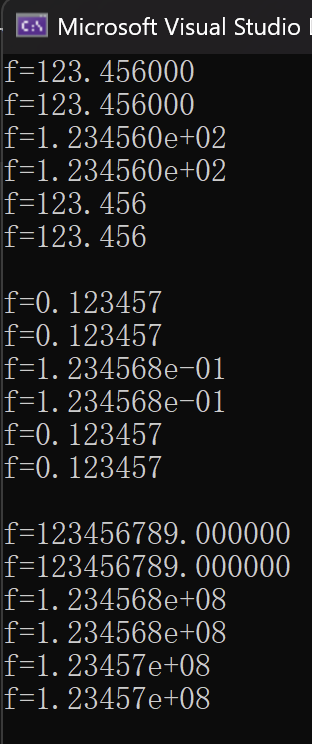 Microsoft Visual Studio
f=123.456000
f=123.456000
f=1.234560e+02
f=1.234560e+02
f=123.456
f=123.456
f=0.123457
f=0.123457
f=1.234568e-01
f=1.234568e-01
f=0.123457
f=0.123457
f=123456789.000000
f=123456789.000000
f=1.234568e+08
f=1.234568e+08
f=1.23457e+08
f=1.23457e+08